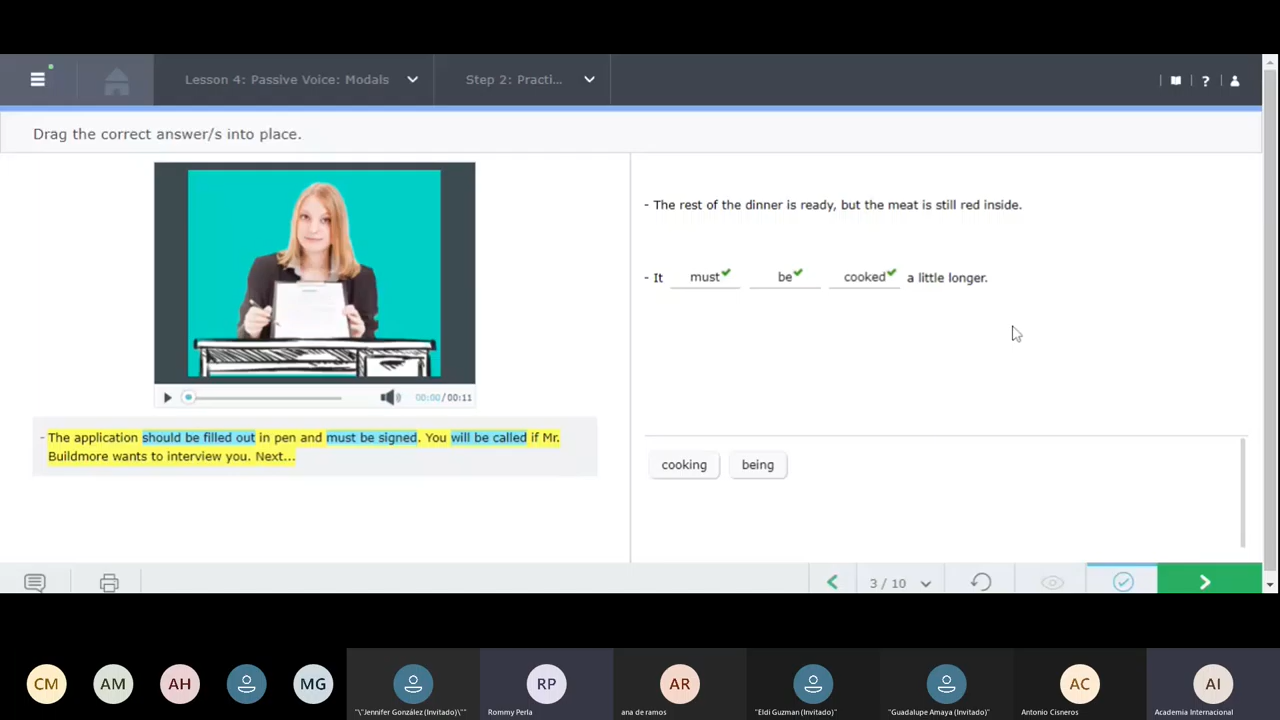 Lesson 4: Passive Voice: Modals
Step 2: Practi...
?
Drag the correct answer/s into place.
00:00/00:11
- The application should be filled out in pen and must be signed. You will be called if Mr.
Buildmore wants to interview you. Next...
- The rest of the dinner is ready, but the meat is still red inside.
- It must be cooked a little longer.
cooking being
3 / 10
CM AM AH MG RP AR AC AI
"\"Jennifer González (Invitado)\"" Rommy Perla ana de ramos "Eldi Guzman (Invitado)" "Guadalupe Amaya (Invitado)" Antonio Cisneros Academia Internacional